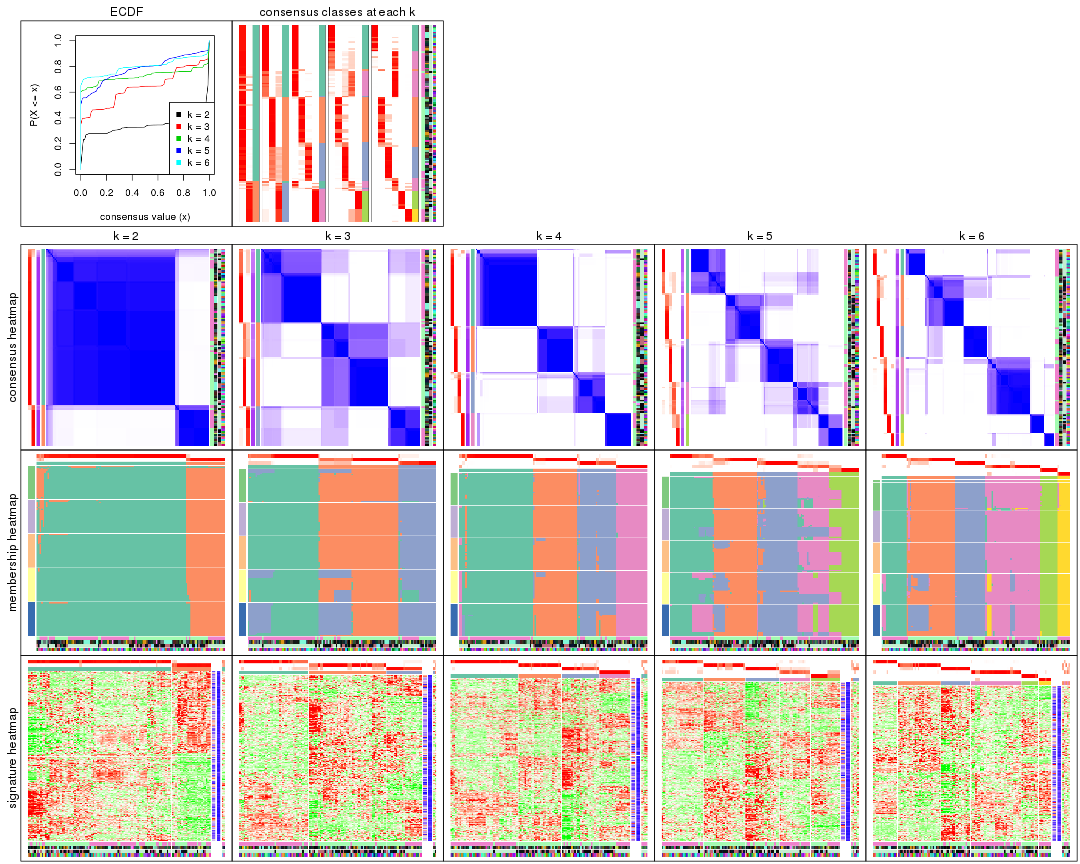 ECDF
consensus classes at each k
P(X <= x)
0.0 0.2 0.4 0.6 0.8 1.0
k = 2
k = 3
k = 4
k = 5
k = 6
0.0 0.2 0.4 0.6 0.8 1.0
consensus value (x)
k = 2 k = 3 k = 4 k = 5 k = 6
consensus heatmap
membership heatmap
signature heatmap